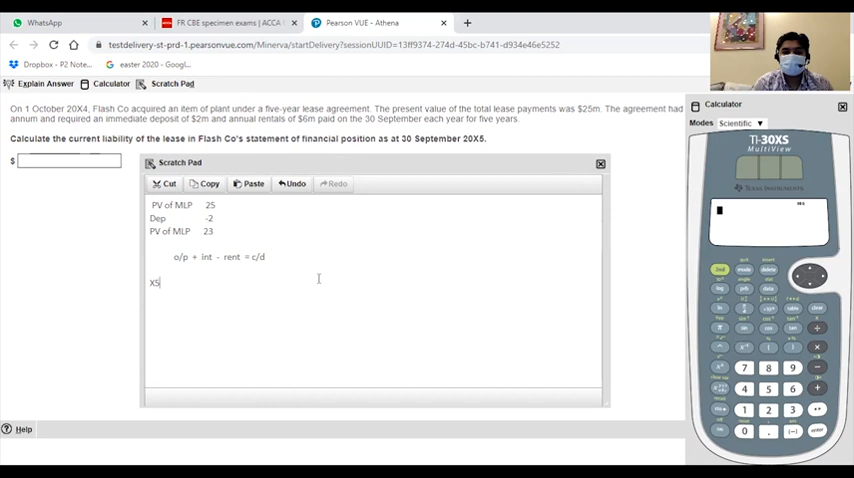 WhatsApp
FR CBE specimen exams | ACCA
Pearson VUE - Athena
testdelivery-st-prd-1.pearsonvue.com/Minerva/startDelivery?sessionUUID=13ff9374-274d-45bc-b741-d934e46e5252
Dropbox - P2 Note...
easter 2020 - Googl...
Explain Answer
Calculator
Scratch Pad
On 1 October 20X4, Flash Co acquired an item of plant under a five-year lease agreement. The present value of the total lease payments was $25m. The agreement had
annum and required an immediate deposit of $2m and annual rentals of $6m paid on the 30 September each year for five years.
Calculate the current liability of the lease in Flash Co's statement of financial position as at 30 September 20X5.
$
Scratch Pad
Cut
Copy
Paste
Undo
Redo
PV of MLP 25
Dep -2
PV of MLP 23
o/p + int - rent = c/d
X5
Help
Calculator
Modes Scientific
TI-30XS
MultiView
TEXAS INSTRUMENTS
2nd mode delete
log prb data
ln table clear
π sin cos tan ÷
^ ( ) ×
7 8 9 −
4 5 6 +
1 2 3
0 . (−) enter